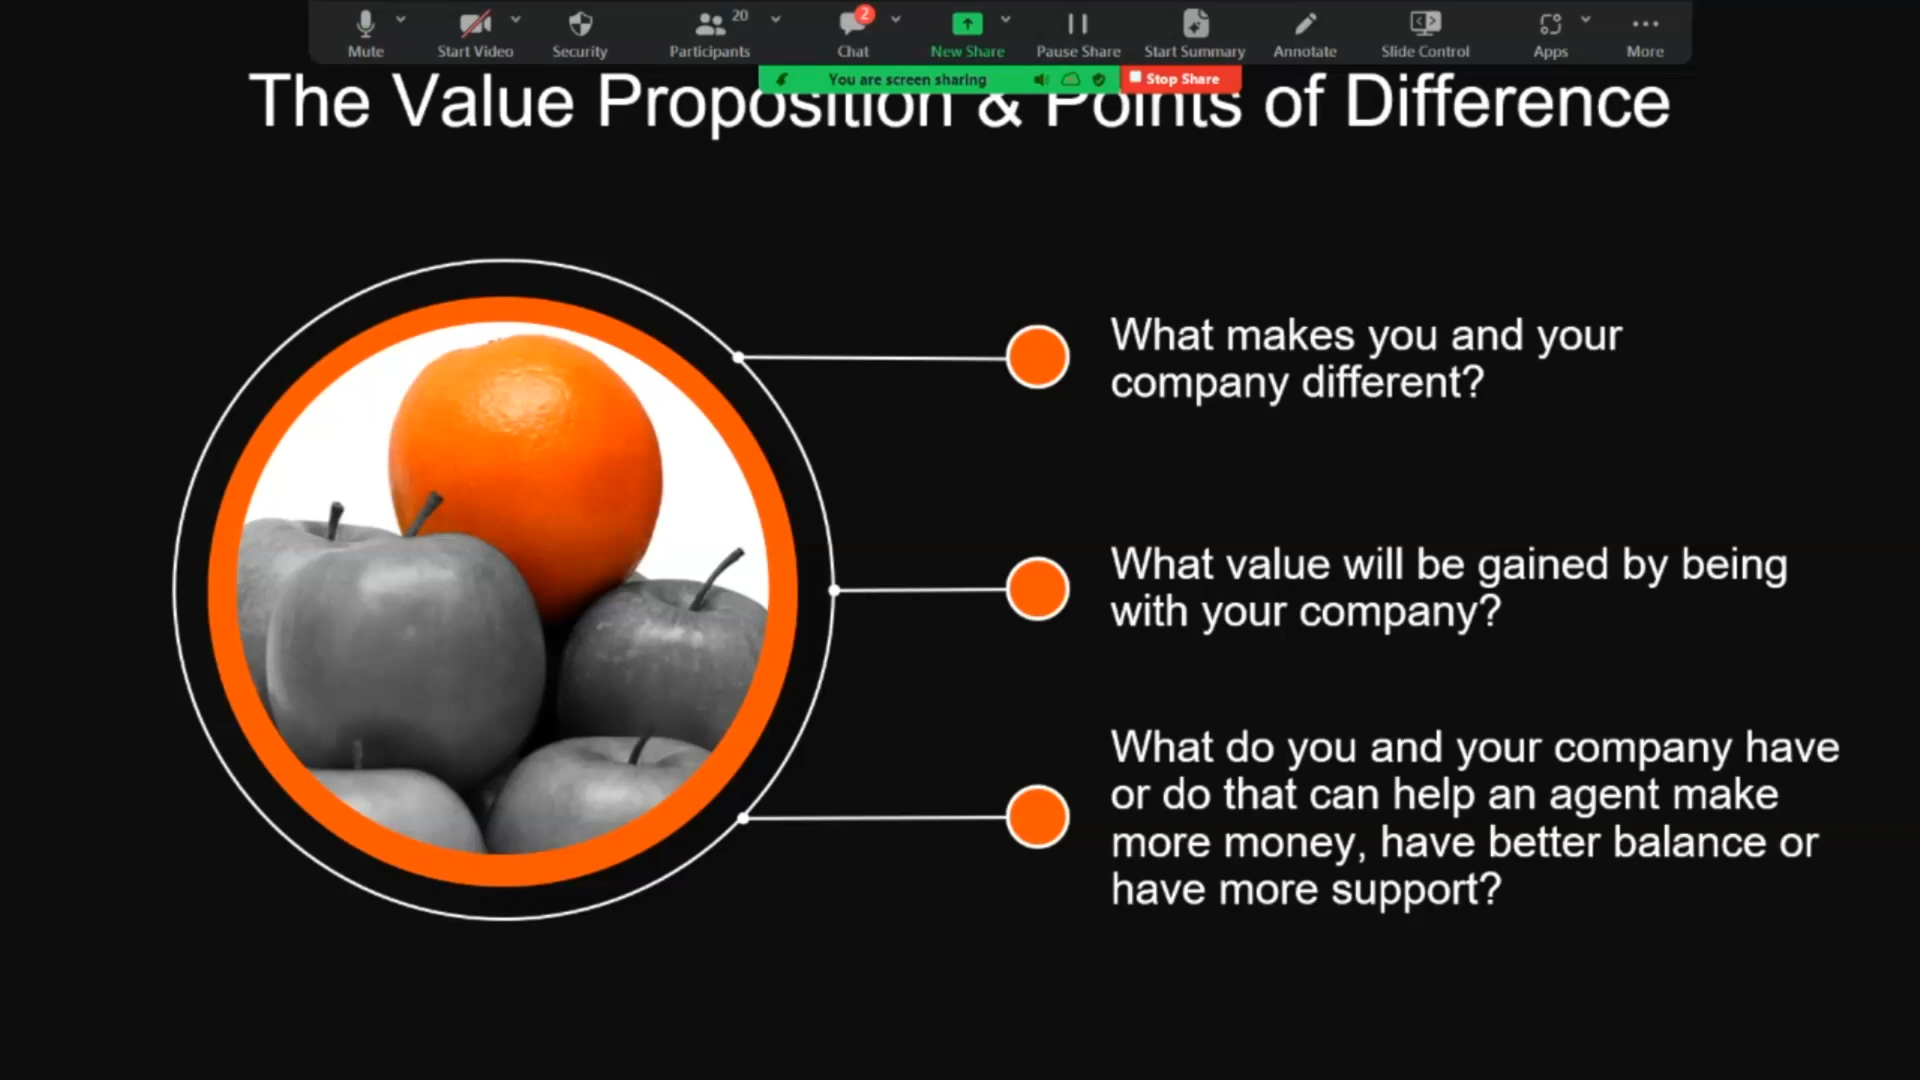 Mute
Start Video
Security
Participants
20
Chat
2
New Share
Pause Share
Start Summary
Annotate
Slide Control
Apps
More
You are screen sharing
Stop Share
The Value Proposition & Points of Difference
What makes you and your
company different?
What value will be gained by being
with your company?
What do you and your company have
or do that can help an agent make
more money, have better balance or
have more support?